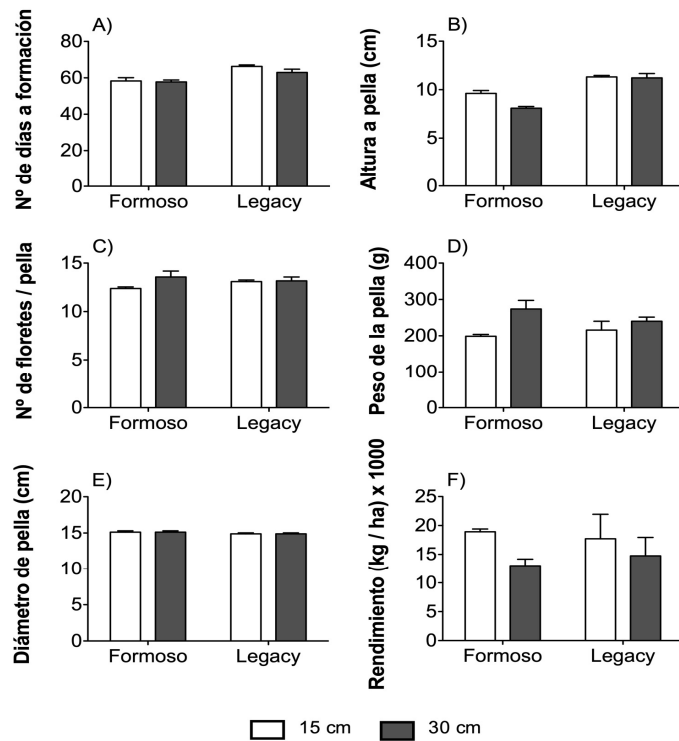 A)
Nº de días a formación
80
60
40
20
0
Formoso Legacy
B)
Altura a pella (cm)
15
10
5
0
Formoso Legacy
C)
Nº de floretes / pella
15
10
5
0
Formoso Legacy
D)
Peso de la pella (g)
400
300
200
100
0
Formoso Legacy
E)
Diámetro de pella (cm)
20
15
10
5
0
Formoso Legacy
F)
Rendimiento (kg / ha) x 1000
25
20
15
10
5
0
Formoso Legacy
15 cm 30 cm